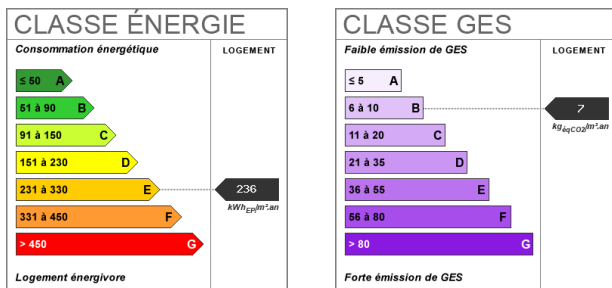 CLASSE ÉNERGIE
Consommation énergétique
LOGEMENT
≤ 50 A
51 à 90 B
91 à 150 C
151 à 230 D
231 à 330 E
236
kWhEP/m².an
331 à 450 F
> 450 G
Logement énergivore
CLASSE GES
Faible émission de GES
LOGEMENT
≤ 5 A
6 à 10 B
7
kgéqCO2/m².an
11 à 20 C
21 à 35 D
36 à 55 E
56 à 80 F
> 80 G
Forte émission de GES